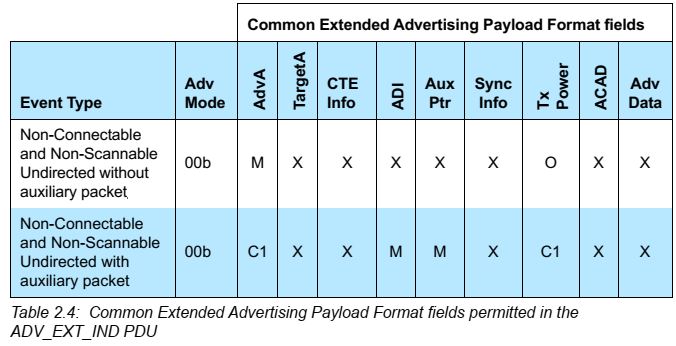 Common Extended Advertising Payload Format fields
Event Type Adv Mode AdvA TargetA CTE Info ADI Aux Ptr Sync Info Tx Power ACAD Adv Data
Non-Connectable
and Non-Scannable
Undirected without
auxiliary packet.
00b M X X X X X O X X
Non-Connectable
and Non-Scannable
Undirected with
auxiliary packet
00b C1 X X M M X C1 X X
Table 2.4: Common Extended Advertising Payload Format fields permitted in the
ADV_EXT_IND PDU